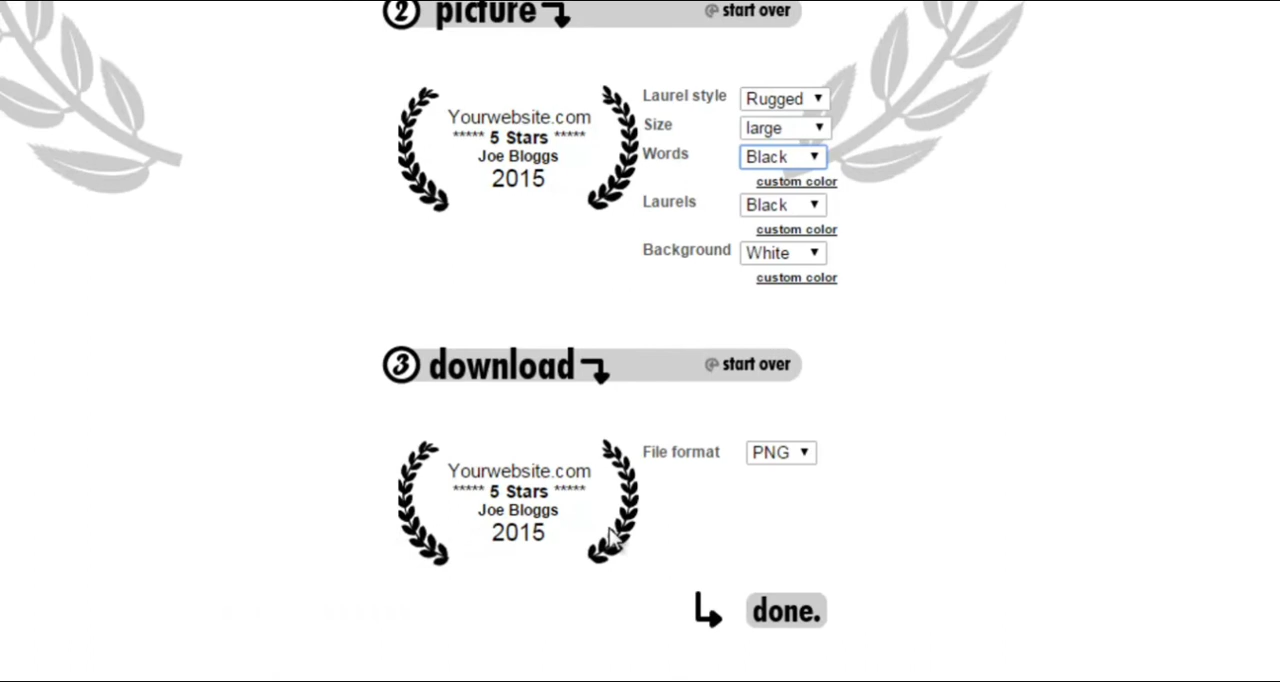 2 picture
@ start over
Yourwebsite.com
***** 5 Stars *****
Joe Bloggs
2015
Laurel style Rugged
Size large
Words Black
custom color
Laurels Black
custom color
Background White
custom color
3 download
@ start over
Yourwebsite.com
***** 5 Stars *****
Joe Bloggs
2015
File format PNG
done.